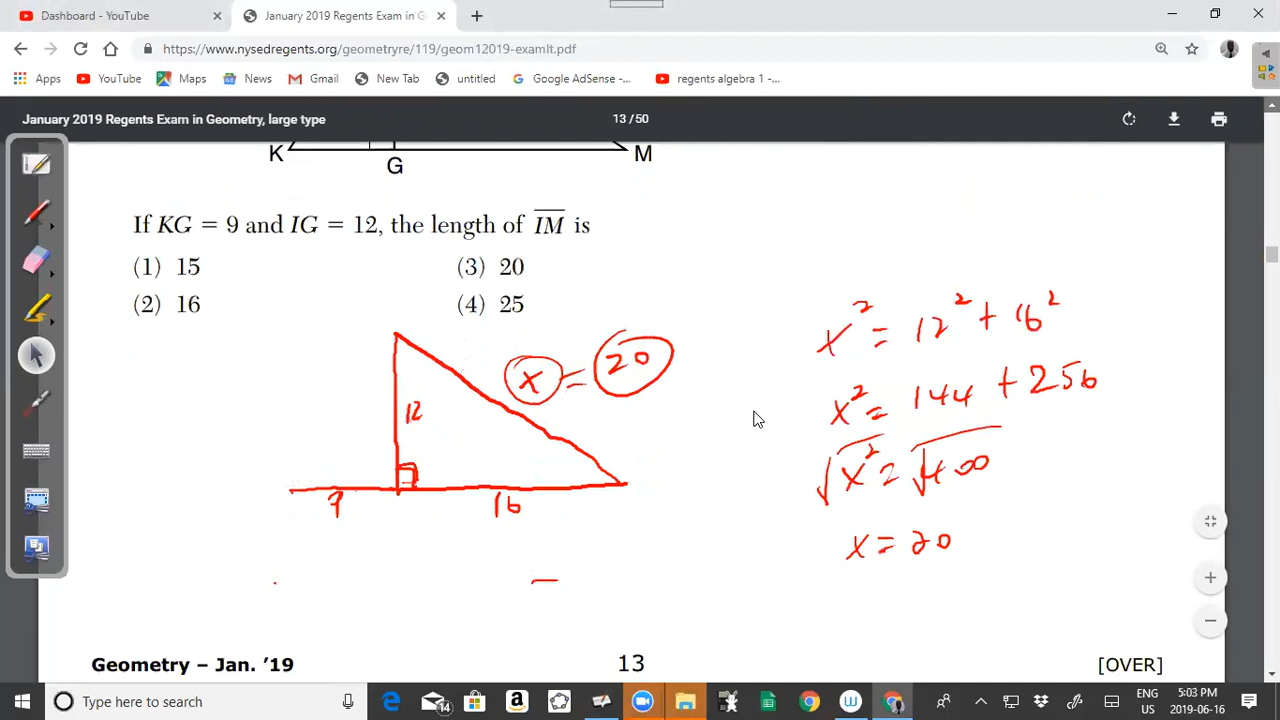 Dashboard - YouTube
January 2019 Regents Exam in G
https://www.nysedregents.org/geometryre/119/geom12019-examlt.pdf
Apps YouTube Maps News Gmail New Tab untitled Google AdSense -... regents algebra 1 -...
January 2019 Regents Exam in Geometry, large type 13 / 50
K G M
If KG = 9 and IG = 12, the length of IM is
(1) 15 (3) 20
(2) 16 (4) 25
x = 20
12
9 16
x² = 12² + 16²
x² = 144 + 256
√x² = √400
x = 20
Geometry – Jan. ’19 13 [OVER]
Type here to search
14
ENG 5:03 PM
US 2019-06-16